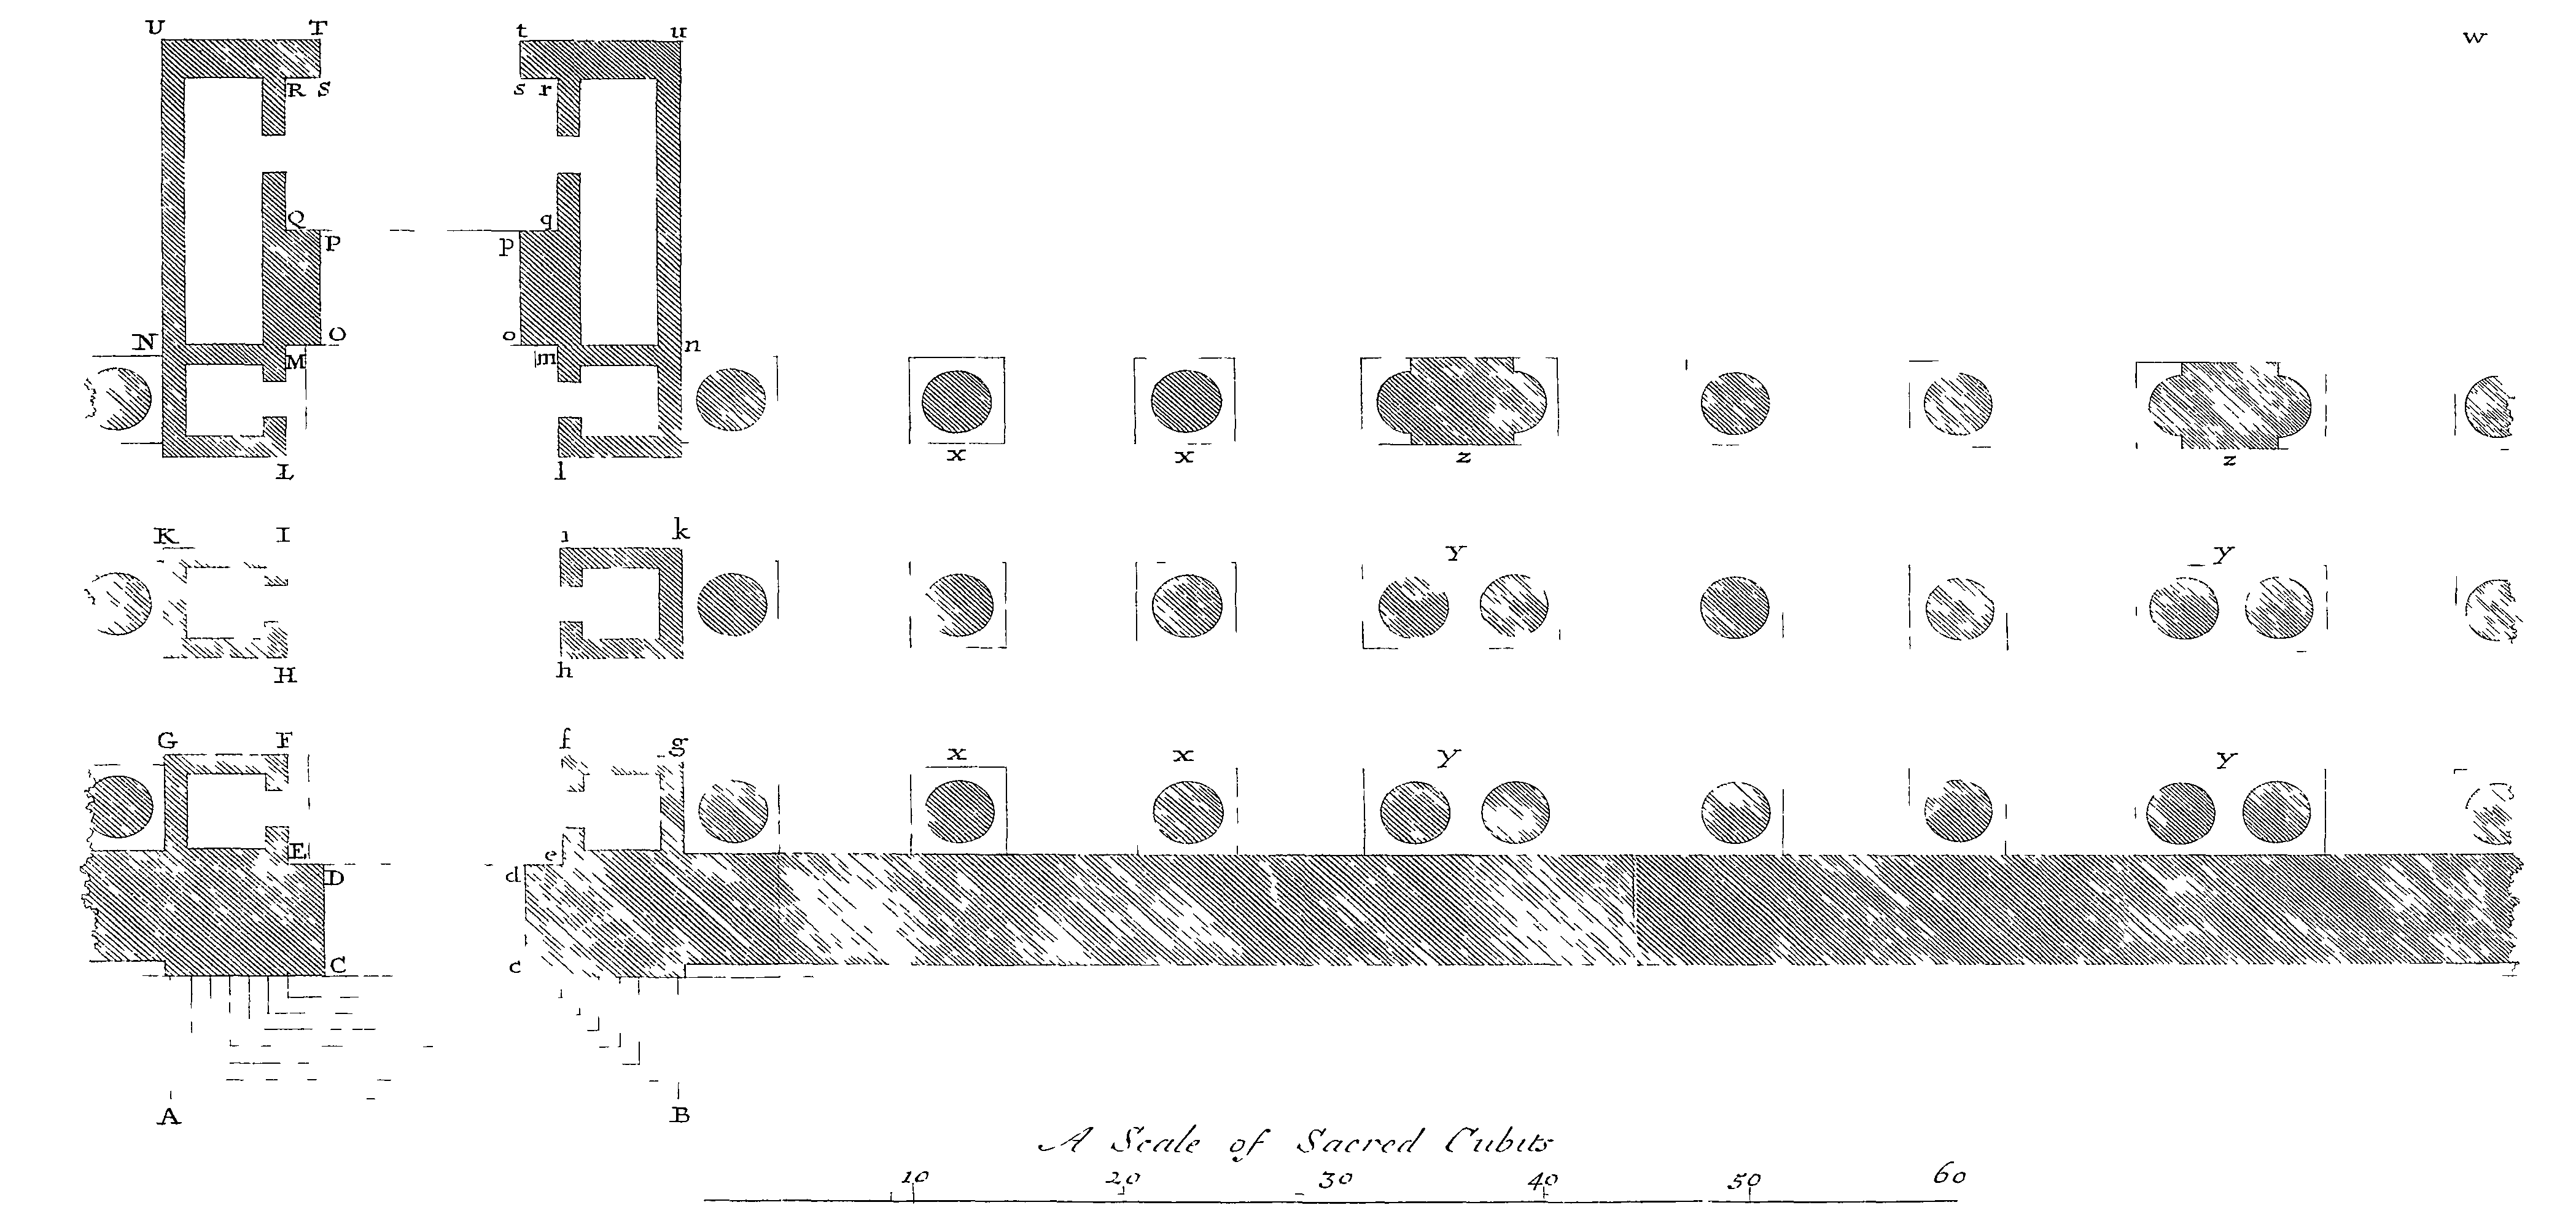 U T t u w
R S s r
Q q
P p
N M O o m n
L l x x z z
K I i k Y y
H h
G F f g x x y y
E e
D d
C c
A B
A Scale of Sacred Cubits
10 20 30 40 50 60